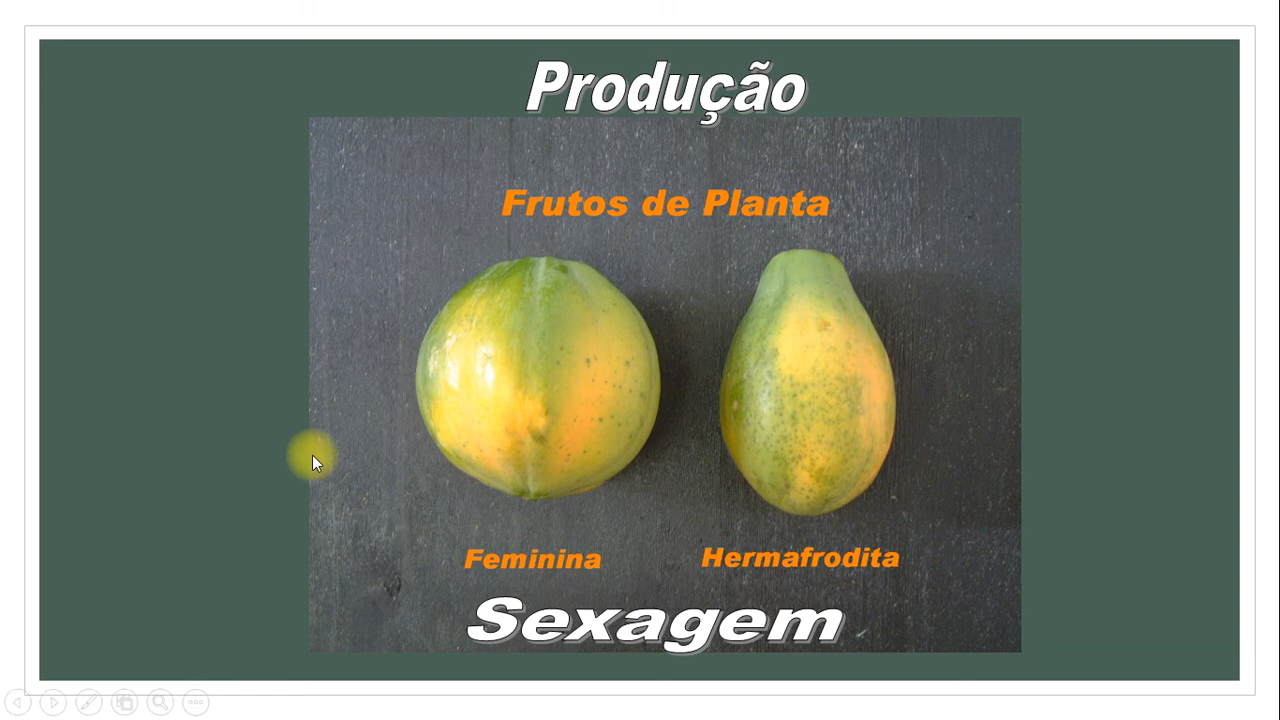 Produção
Frutos de Planta
Feminina
Hermafrodita
Sexagem